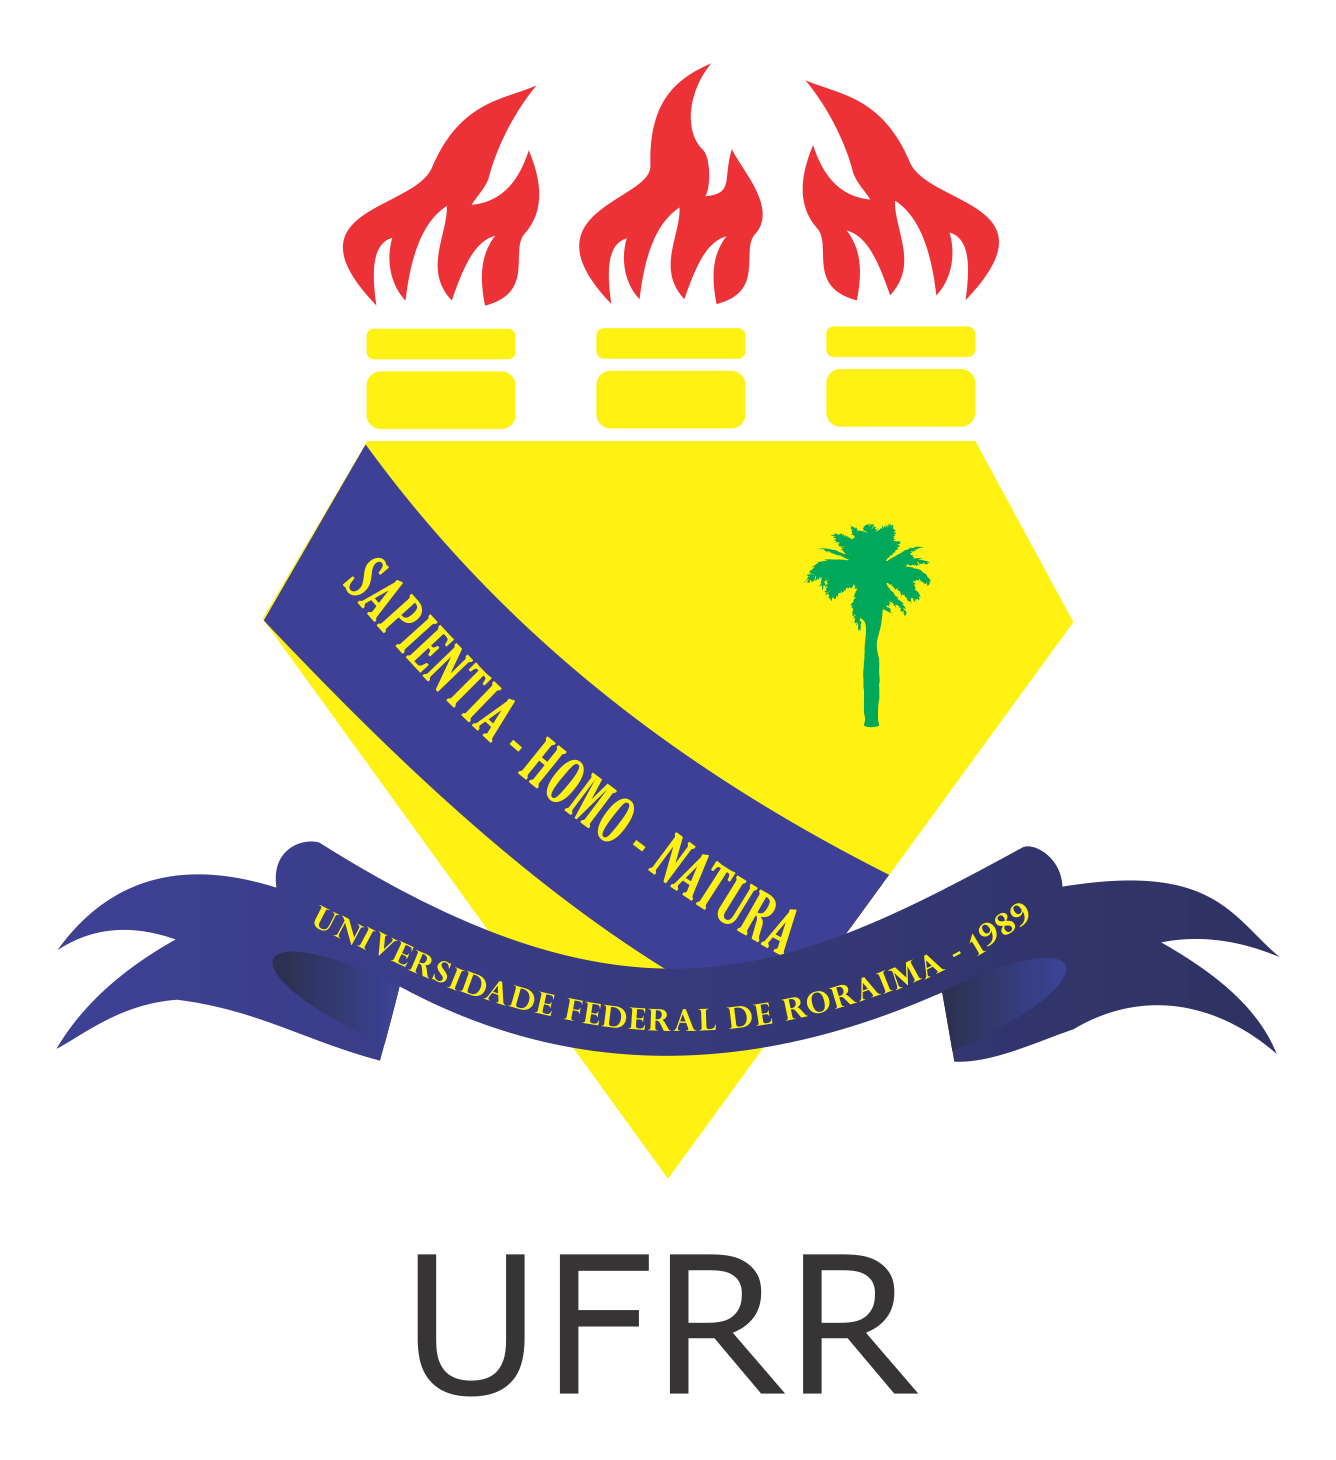 SAPIENTIA - HOMO - NATURA
UNIVERSIDADE FEDERAL DE RORAIMA - 1989
UFRR